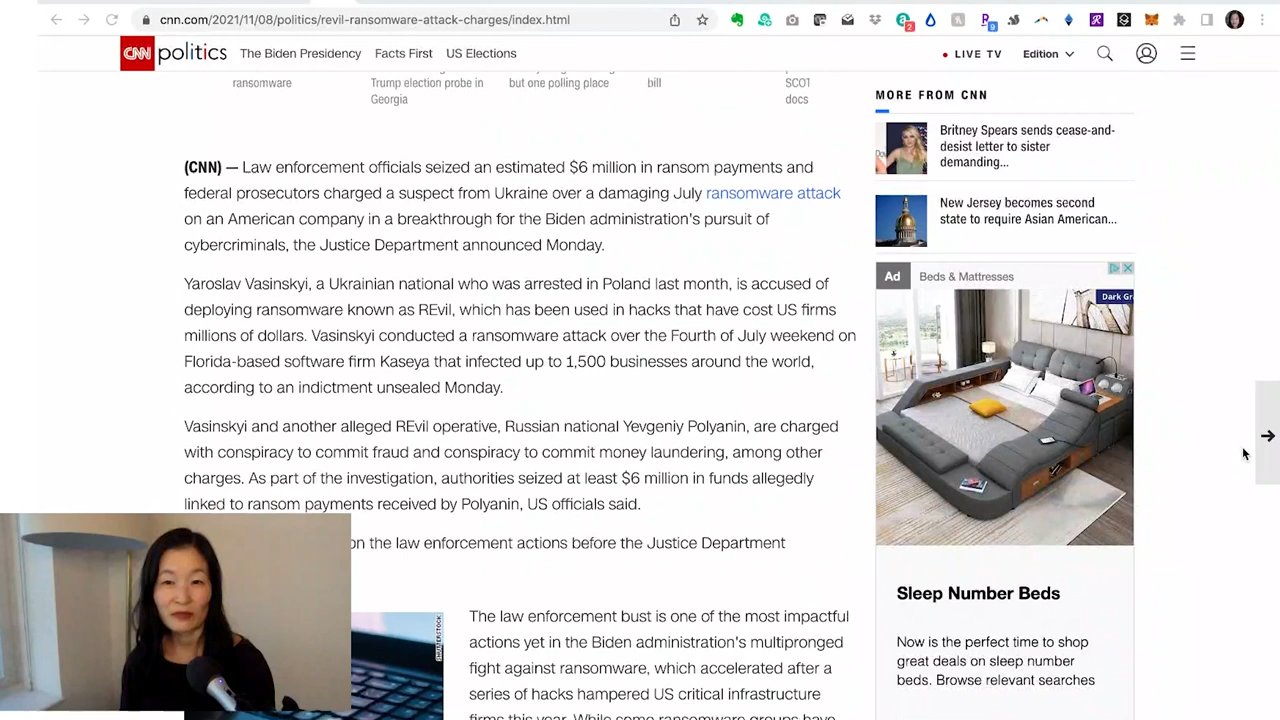 cnn.com/2021/11/08/politics/revil-ransomware-attack-charges/index.html
2
9
CNN politics The Biden Presidency Facts First US Elections
LIVE TV Edition
ransomware
Trump election probe in
Georgia
but one polling place
bill
SCOT
docs
MORE FROM CNN
Britney Spears sends cease-and-
desist letter to sister
demanding...
New Jersey becomes second
state to require Asian American...
(CNN) — Law enforcement officials seized an estimated $6 million in ransom payments and
federal prosecutors charged a suspect from Ukraine over a damaging July ransomware attack
on an American company in a breakthrough for the Biden administration's pursuit of
cybercriminals, the Justice Department announced Monday.
Yaroslav Vasinskyi, a Ukrainian national who was arrested in Poland last month, is accused of
deploying ransomware known as REvil, which has been used in hacks that have cost US firms
millions of dollars. Vasinskyi conducted a ransomware attack over the Fourth of July weekend on
Florida-based software firm Kaseya that infected up to 1,500 businesses around the world,
according to an indictment unsealed Monday.
Vasinskyi and another alleged REvil operative, Russian national Yevgeniy Polyanin, are charged
with conspiracy to commit fraud and conspiracy to commit money laundering, among other
charges. As part of the investigation, authorities seized at least $6 million in funds allegedly
linked to ransom payments received by Polyanin, US officials said.
on the law enforcement actions before the Justice Department
SHUTTERSTOCK
The law enforcement bust is one of the most impactful
actions yet in the Biden administration's multipronged
fight against ransomware, which accelerated after a
series of hacks hampered US critical infrastructure
firms this year. While some ransomware groups have
Ad Beds & Mattresses
Dark Gr
Sleep Number Beds
Now is the perfect time to shop
great deals on sleep number
beds. Browse relevant searches